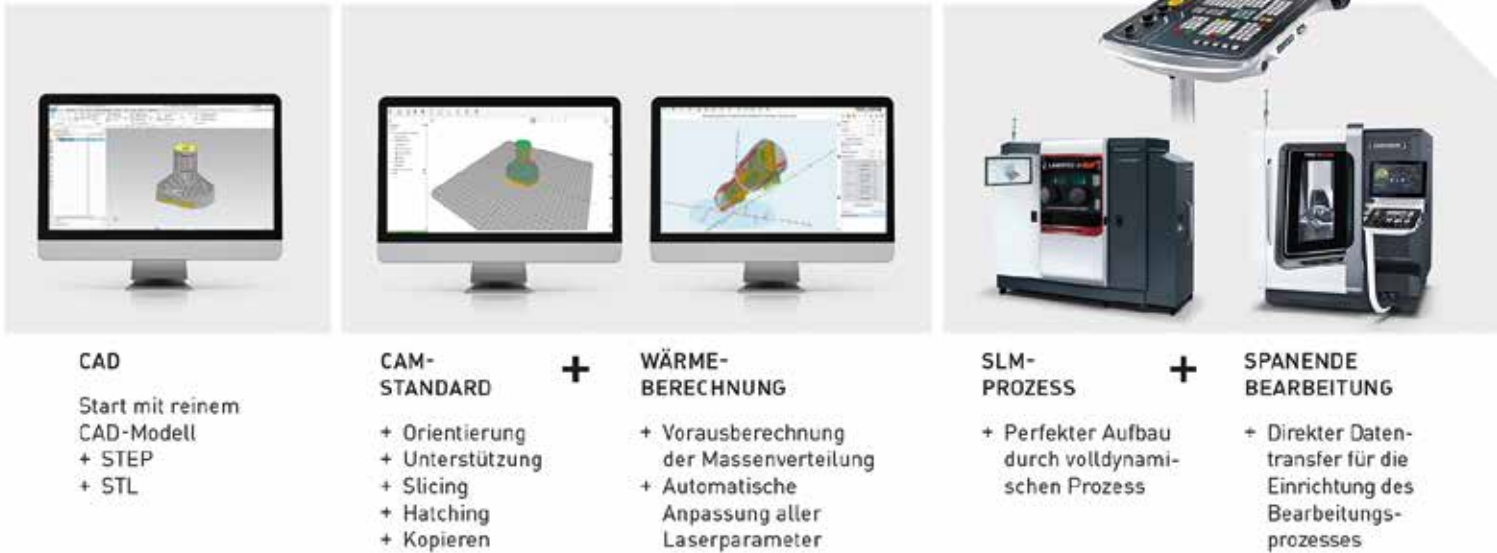 CAD
Start mit reinem
CAD-Modell
+ STEP
+ STL
CAM-
STANDARD
+ Orientierung
+ Unterstützung
+ Slicing
+ Hatching
+ Kopieren
+
WÄRME-
BERECHNUNG
+ Vorausberechnung
der Massenverteilung
+ Automatische
Anpassung aller
Laserparameter
SLM-
PROZESS
+ Perfekter Aufbau
durch volldynami-
schen Prozess
+
SPANENDE
BEARBEITUNG
+ Direkter Daten-
transfer für die
Einrichtung des
Bearbeitungs-
prozesses